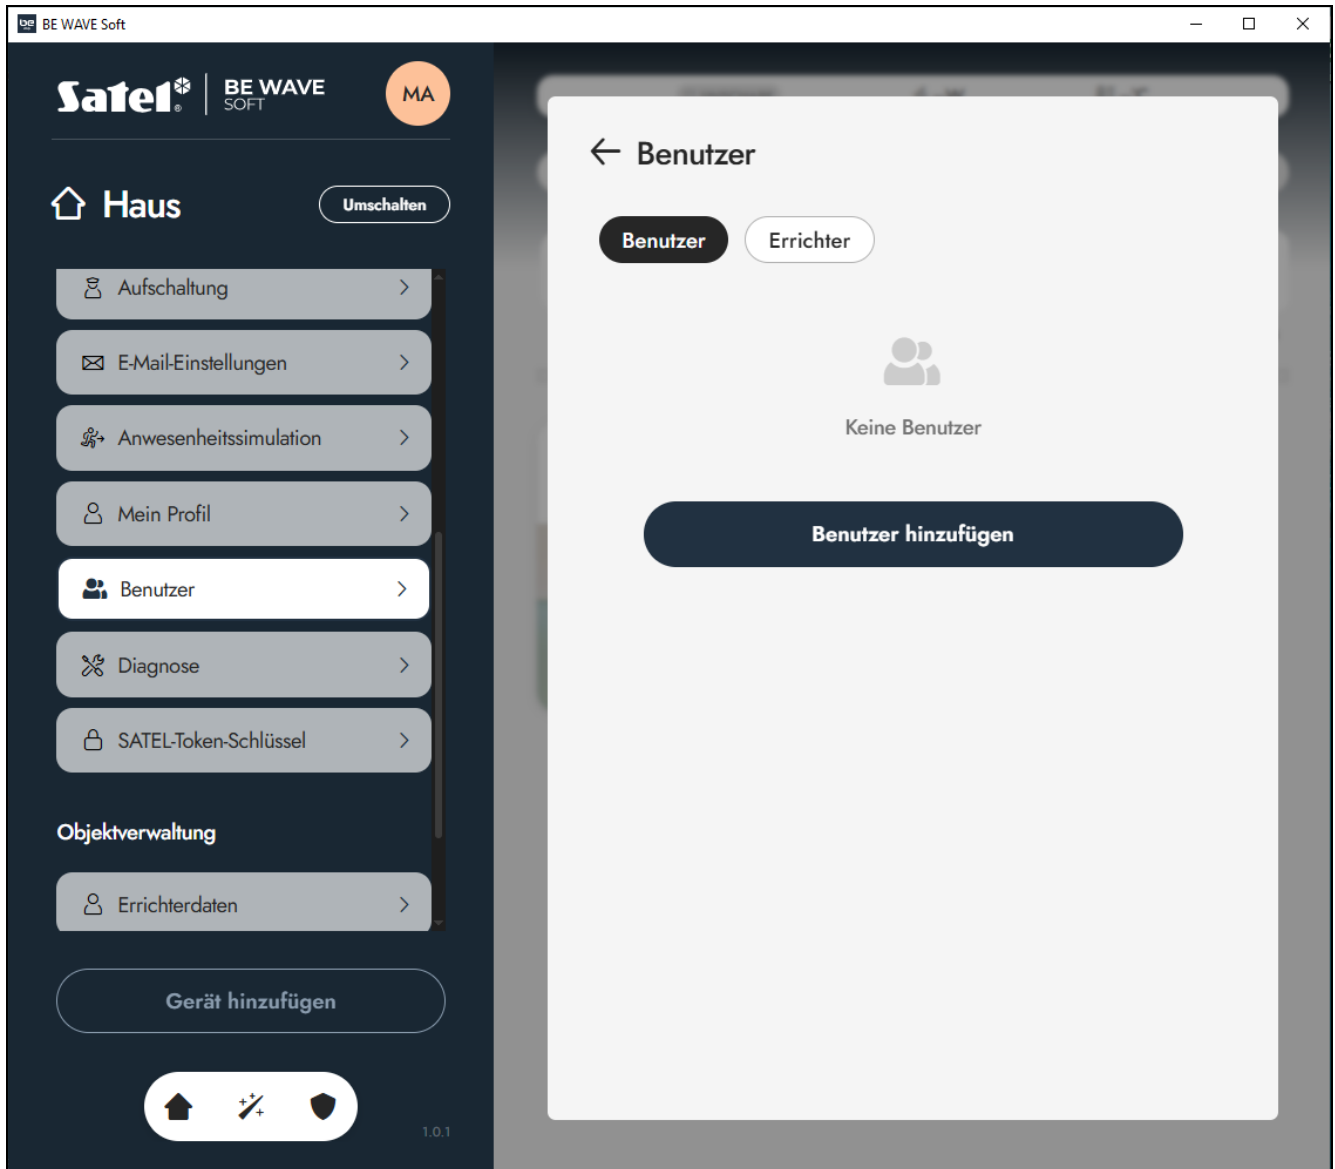 BE WAVE Soft
Satel
BE WAVE
SOFT
MA
Haus
Umschalten
Aufschaltung
E-Mail-Einstellungen
Anwesenheitssimulation
Mein Profil
Benutzer
Diagnose
SATEL-Token-Schlüssel
Objektverwaltung
Errichterdaten
Gerät hinzufügen
1.0.1
Benutzer
Benutzer
Errichter
Keine Benutzer
Benutzer hinzufügen